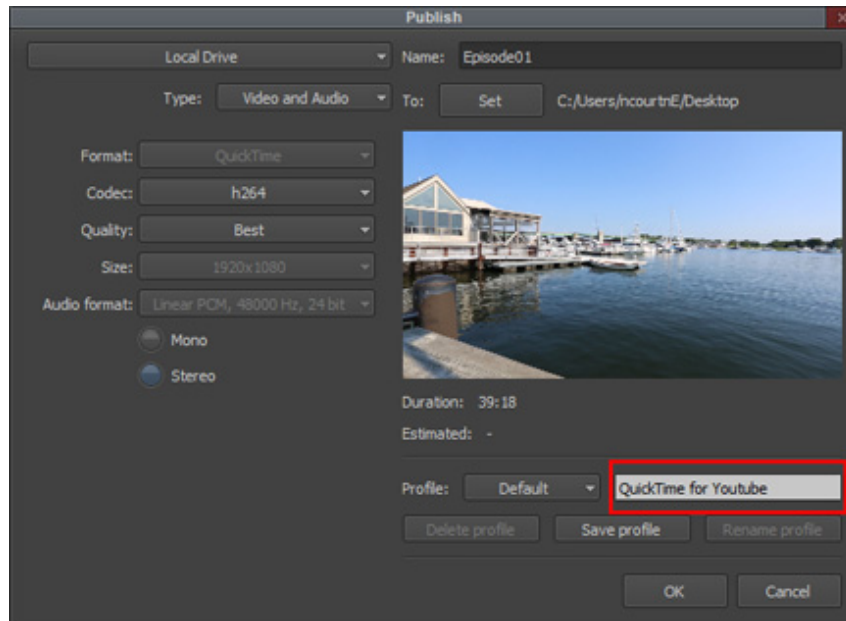 Publish
Local Drive
Type: Video and Audio
Format: QuickTime
Codec: h264
Quality: Best
Size: 1920x1080
Audio format: Linear PCM, 48000 Hz, 24 bit
Mono
Stereo
Name: Episode01
To: Set C:/Users/ncourtnE/Desktop
Duration: 39:18
Estimated: -
Profile: Default QuickTime for Youtube
Delete profile Save profile Rename profile
OK Cancel